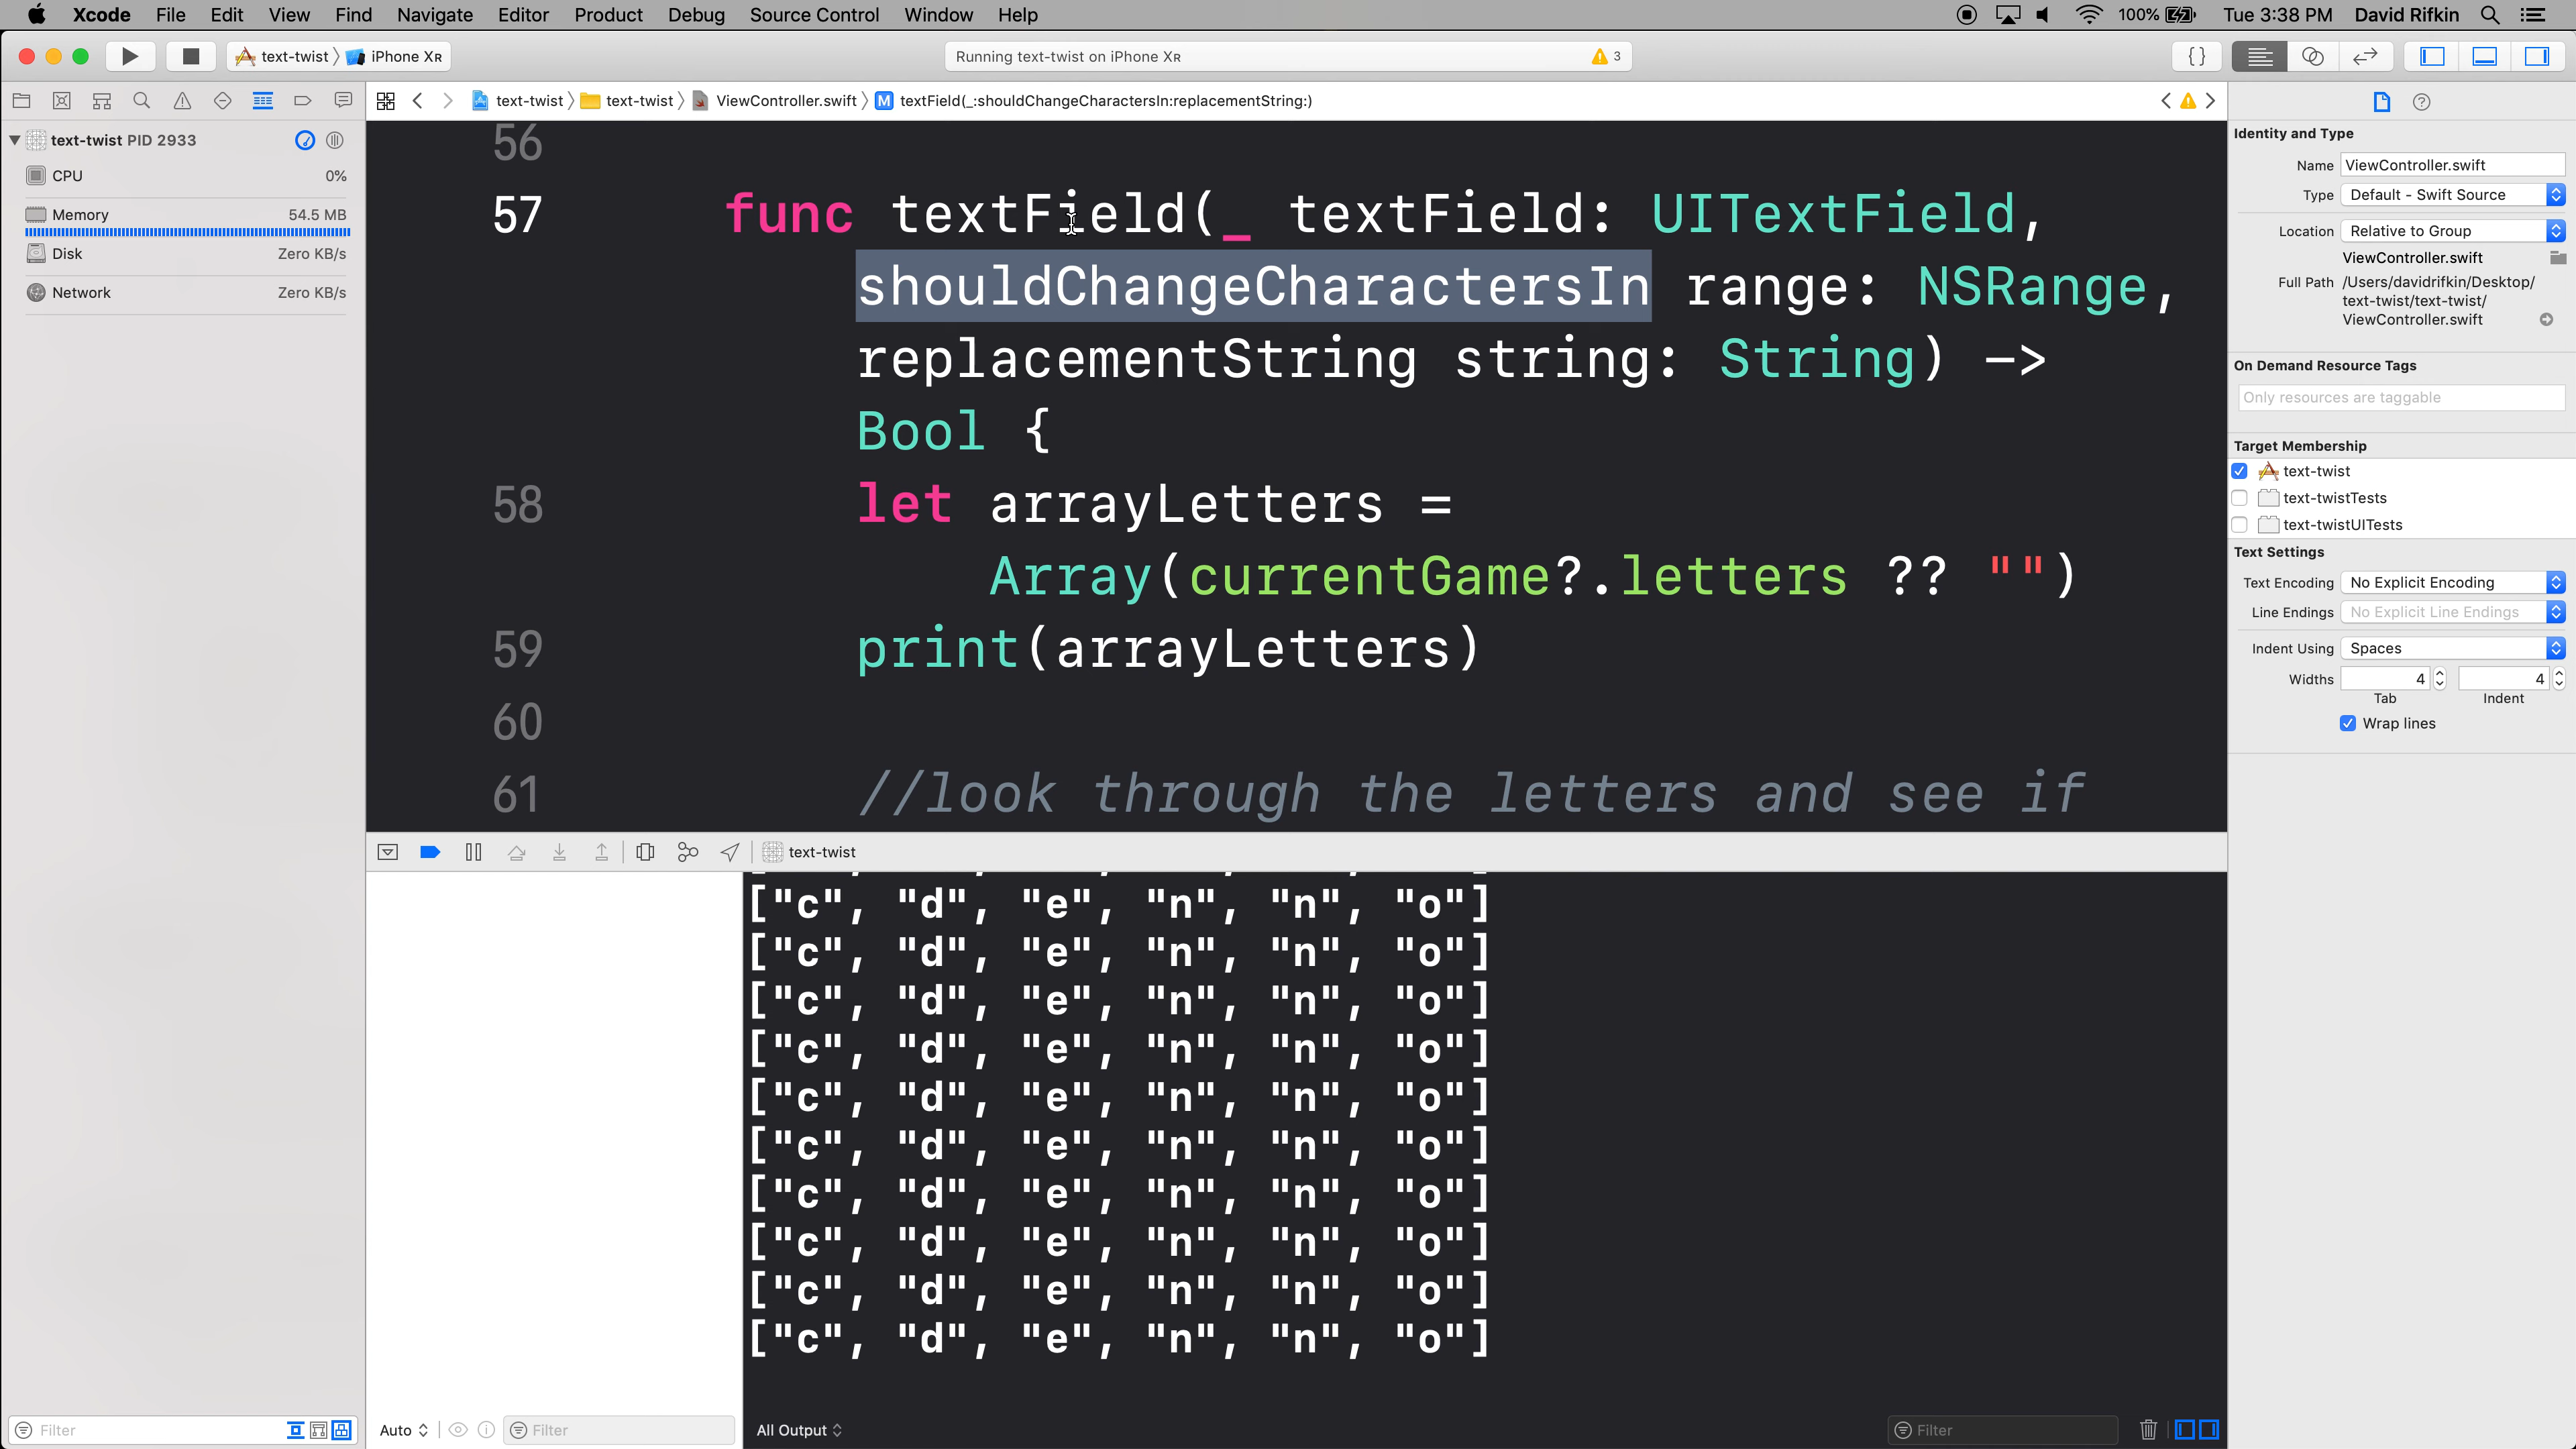 Xcode File Edit View Find Navigate Editor Product Debug Source Control Window Help 100% Tue 3:38 PM David Rifkin
text-twist iPhone XR Running text-twist on iPhone XR 3 { }
text-twist text-twist ViewController.swift M textField(_:shouldChangeCharactersIn:replacementString:)
text-twist PID 2933
CPU 0%
Memory 54.5 MB
Disk Zero KB/s
Network Zero KB/s
56
57 func textField(_ textField: UITextField,
shouldChangeCharactersIn range: NSRange,
replacementString string: String) ->
Bool {
58 let arrayLetters =
Array(currentGame?.letters ?? "")
59 print(arrayLetters)
60
61 //look through the letters and see if
text-twist
["c", "d", "e", "n", "n", "o"]
["c", "d", "e", "n", "n", "o"]
["c", "d", "e", "n", "n", "o"]
["c", "d", "e", "n", "n", "o"]
["c", "d", "e", "n", "n", "o"]
["c", "d", "e", "n", "n", "o"]
["c", "d", "e", "n", "n", "o"]
["c", "d", "e", "n", "n", "o"]
["c", "d", "e", "n", "n", "o"]
["c", "d", "e", "n", "n", "o"]
Filter
Auto Filter
All Output Filter
Identity and Type
Name ViewController.swift
Type Default - Swift Source
Location Relative to Group
ViewController.swift
Full Path /Users/davidrifkin/Desktop/
text-twist/text-twist/
ViewController.swift
On Demand Resource Tags
Only resources are taggable
Target Membership
text-twist
text-twistTests
text-twistUITests
Text Settings
Text Encoding No Explicit Encoding
Line Endings No Explicit Line Endings
Indent Using Spaces
Widths 4 4
Tab Indent
Wrap lines